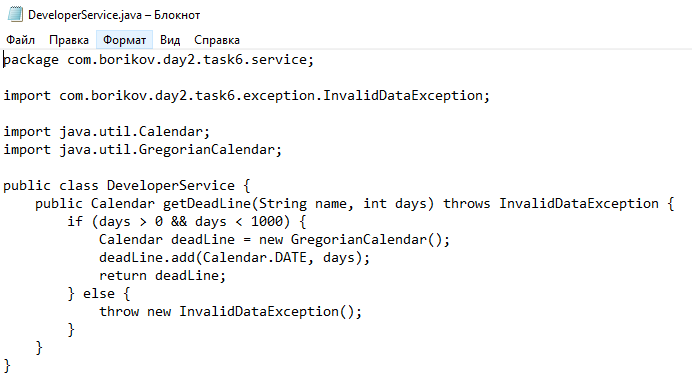 DeveloperService.java – Блокнот
Файл Правка Формат Вид Справка
package com.borikov.day2.task6.service;

import com.borikov.day2.task6.exception.InvalidDataException;

import java.util.Calendar;
import java.util.GregorianCalendar;

public class DeveloperService {
    public Calendar getDeadLine(String name, int days) throws InvalidDataException {
        if (days > 0 && days < 1000) {
            Calendar deadLine = new GregorianCalendar();
            deadLine.add(Calendar.DATE, days);
            return deadLine;
        } else {
            throw new InvalidDataException();
        }
    }
}